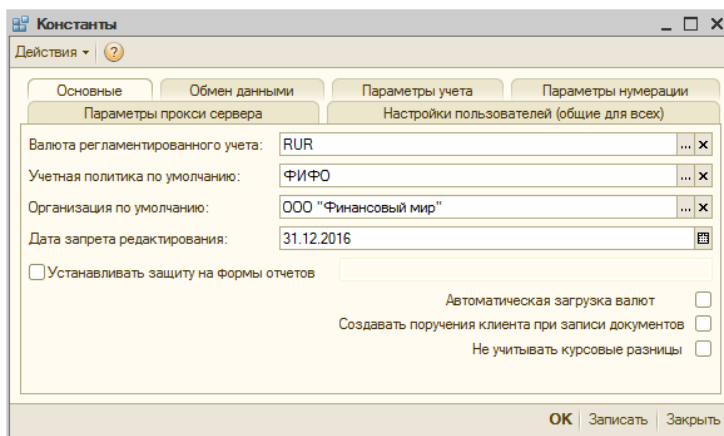 Константы
Действия
Основные Обмен данными Параметры учета Параметры нумерации
Параметры прокси сервера Настройки пользователей (общие для всех)
Валюта регламентированного учета: RUR
Учетная политика по умолчанию: ФИФО
Организация по умолчанию: ООО "Финансовый мир"
Дата запрета редактирования: 31.12.2016
Устанавливать защиту на формы отчетов
Автоматическая загрузка валют
Создавать поручения клиента при записи документов
Не учитывать курсовые разницы
OK Записать Закрыть